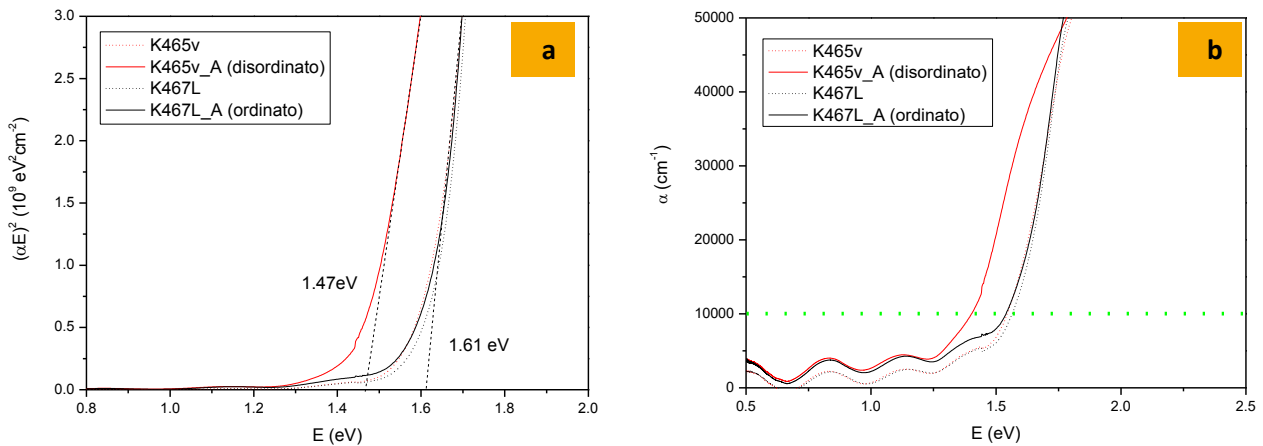 a
K465v
K465v_A (disordinato)
K467L
K467L_A (ordinato)
(αE)² (10⁹ eV²cm⁻²)
3.0
2.5
2.0
1.5
1.0
0.5
0.0
1.47eV
1.61 eV
0.8 1.0 1.2 1.4 1.6 1.8 2.0
E (eV)
b
K465v
K465v_A (disordinato)
K467L
K467L_A (ordinato)
α (cm⁻¹)
50000
40000
30000
20000
10000
0
0.5 1.0 1.5 2.0 2.5
E (eV)